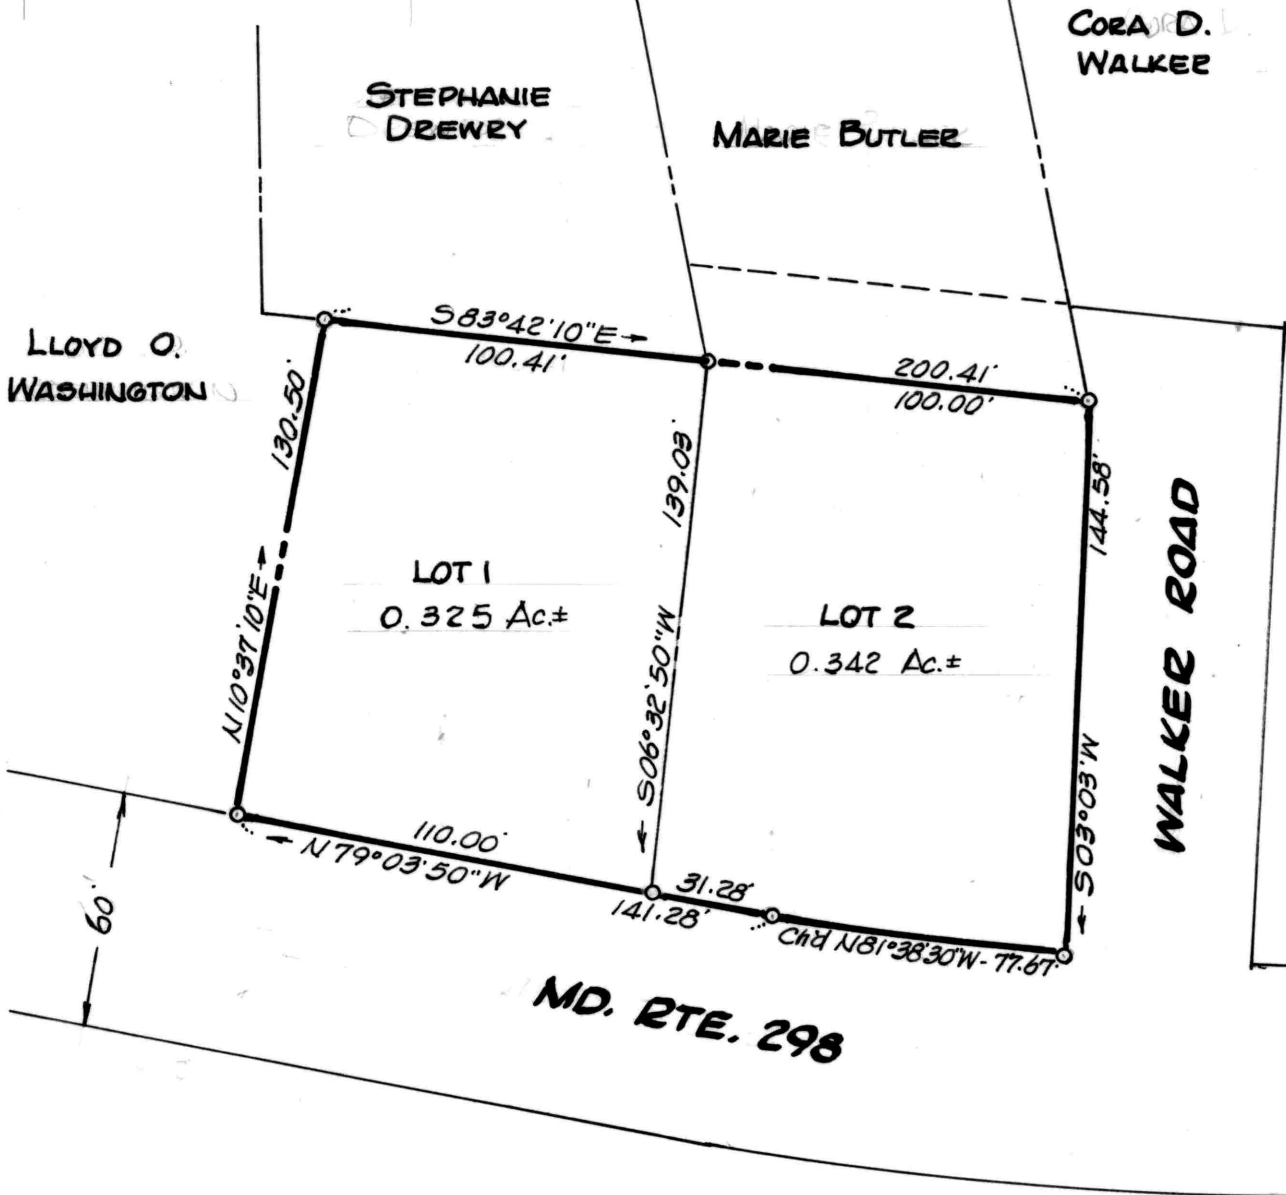 CORA D.
WALKER
STEPHANIE
DREWRY
MARIE BUTLER
LLOYD O.
WASHINGTON
S83°42'10"E
100.41'
200.41'
100.00'
130.50'
N10°37'10"E
139.03'
S06°32'50"W
144.58'
S03°03'W
WALKER ROAD
LOT 1
0.325 Ac.±
LOT 2
0.342 Ac.±
110.00'
N79°03'50"W
31.28'
141.28'
Ch'd N81°38'30"W-77.67'
60'
MD. RTE. 298